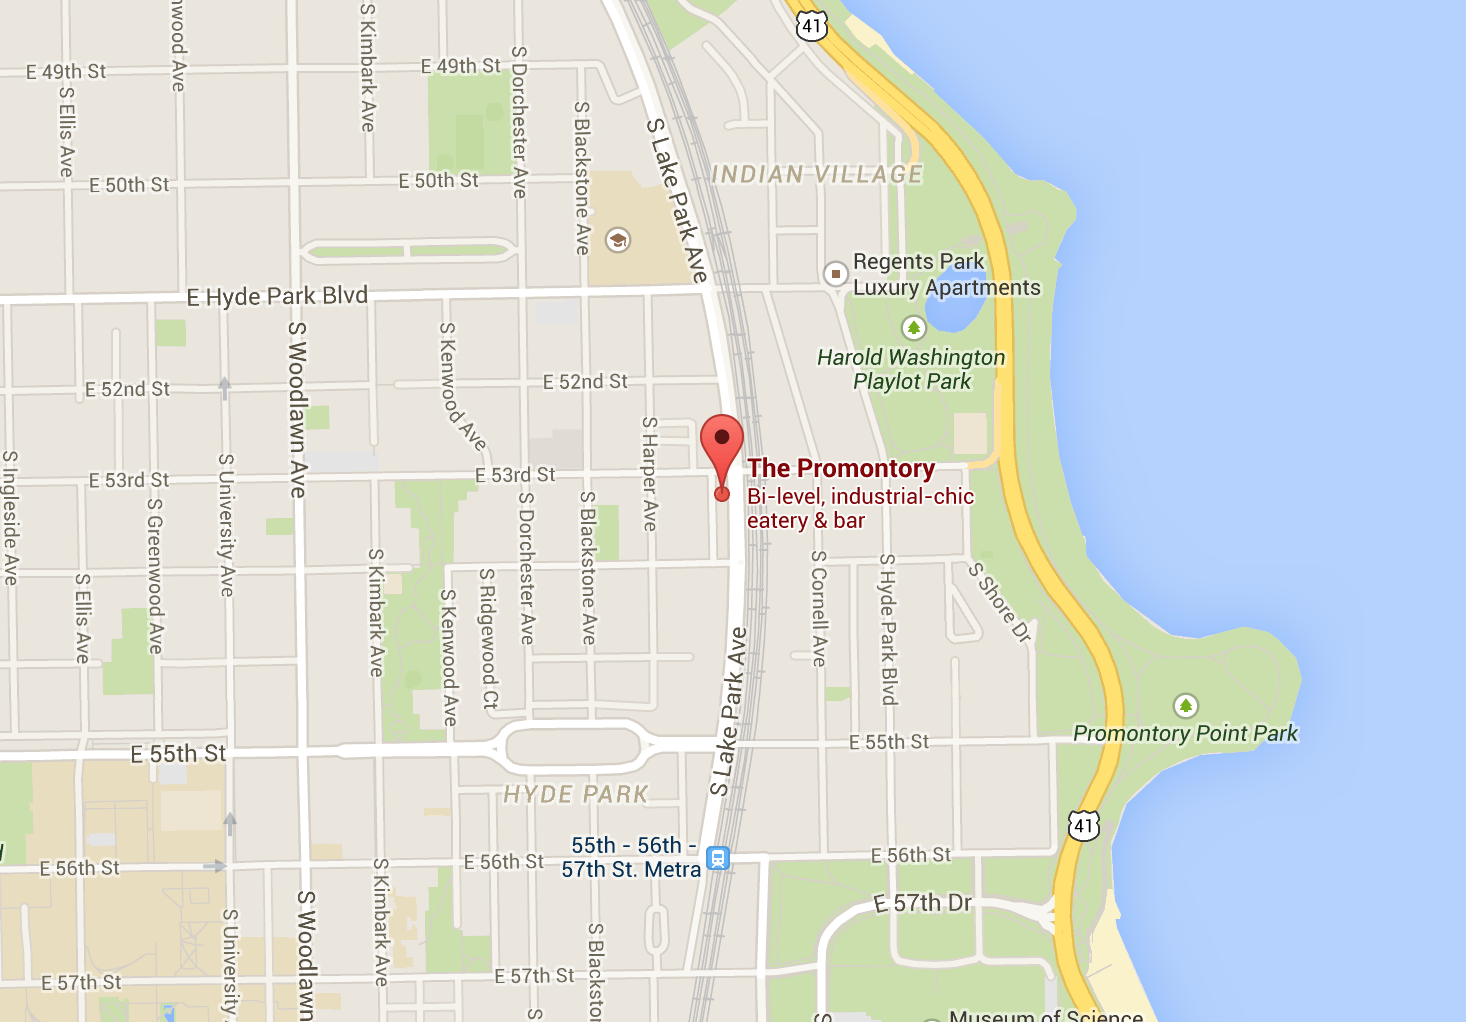 41
nwood Ave
S Kimbark Ave
E 49th St
E 49th St
S Dorchester Ave
S Ellis Ave
S Blackstone Ave
S Lake Park Ave
INDIAN VILLAGE
E 50th St
E 50th St
Regents Park
Luxury Apartments
E Hyde Park Blvd
Harold Washington
Playlot Park
S Woodlawn Ave
S Kenwood Ave
E 52nd St
E 52nd St
S Harper Ave
The Promontory
Bi-level, industrial-chic
eatery & bar
E 53rd St
E 53rd St
S Ingleside Ave
S University Ave
S Greenwood Ave
S Dorchester Ave
S Blackstone Ave
S Kimbark Ave
S Ellis Ave
S Kenwood Ave
S Ridgewood Ct
S Cornell Ave
S Hyde Park Blvd
S Shore Dr
S Lake Park Ave
Promontory Point Park
E 55th St
E 55th St
HYDE PARK
41
55th - 56th -
57th St. Metra
E 56th St
E 56th St
E 56th St
S Kimbark Ave
S Woodlawn
S University
S Blacksto
E 57th Dr
E 57th St
E 57th St
S
S
Museum of Science